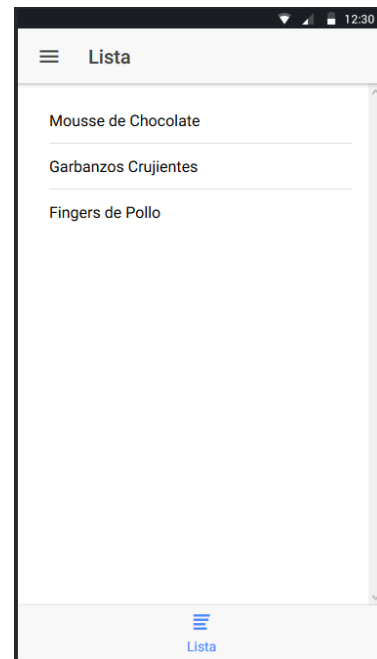 12:30
Lista
Mousse de Chocolate
Garbanzos Crujientes
Fingers de Pollo
Lista